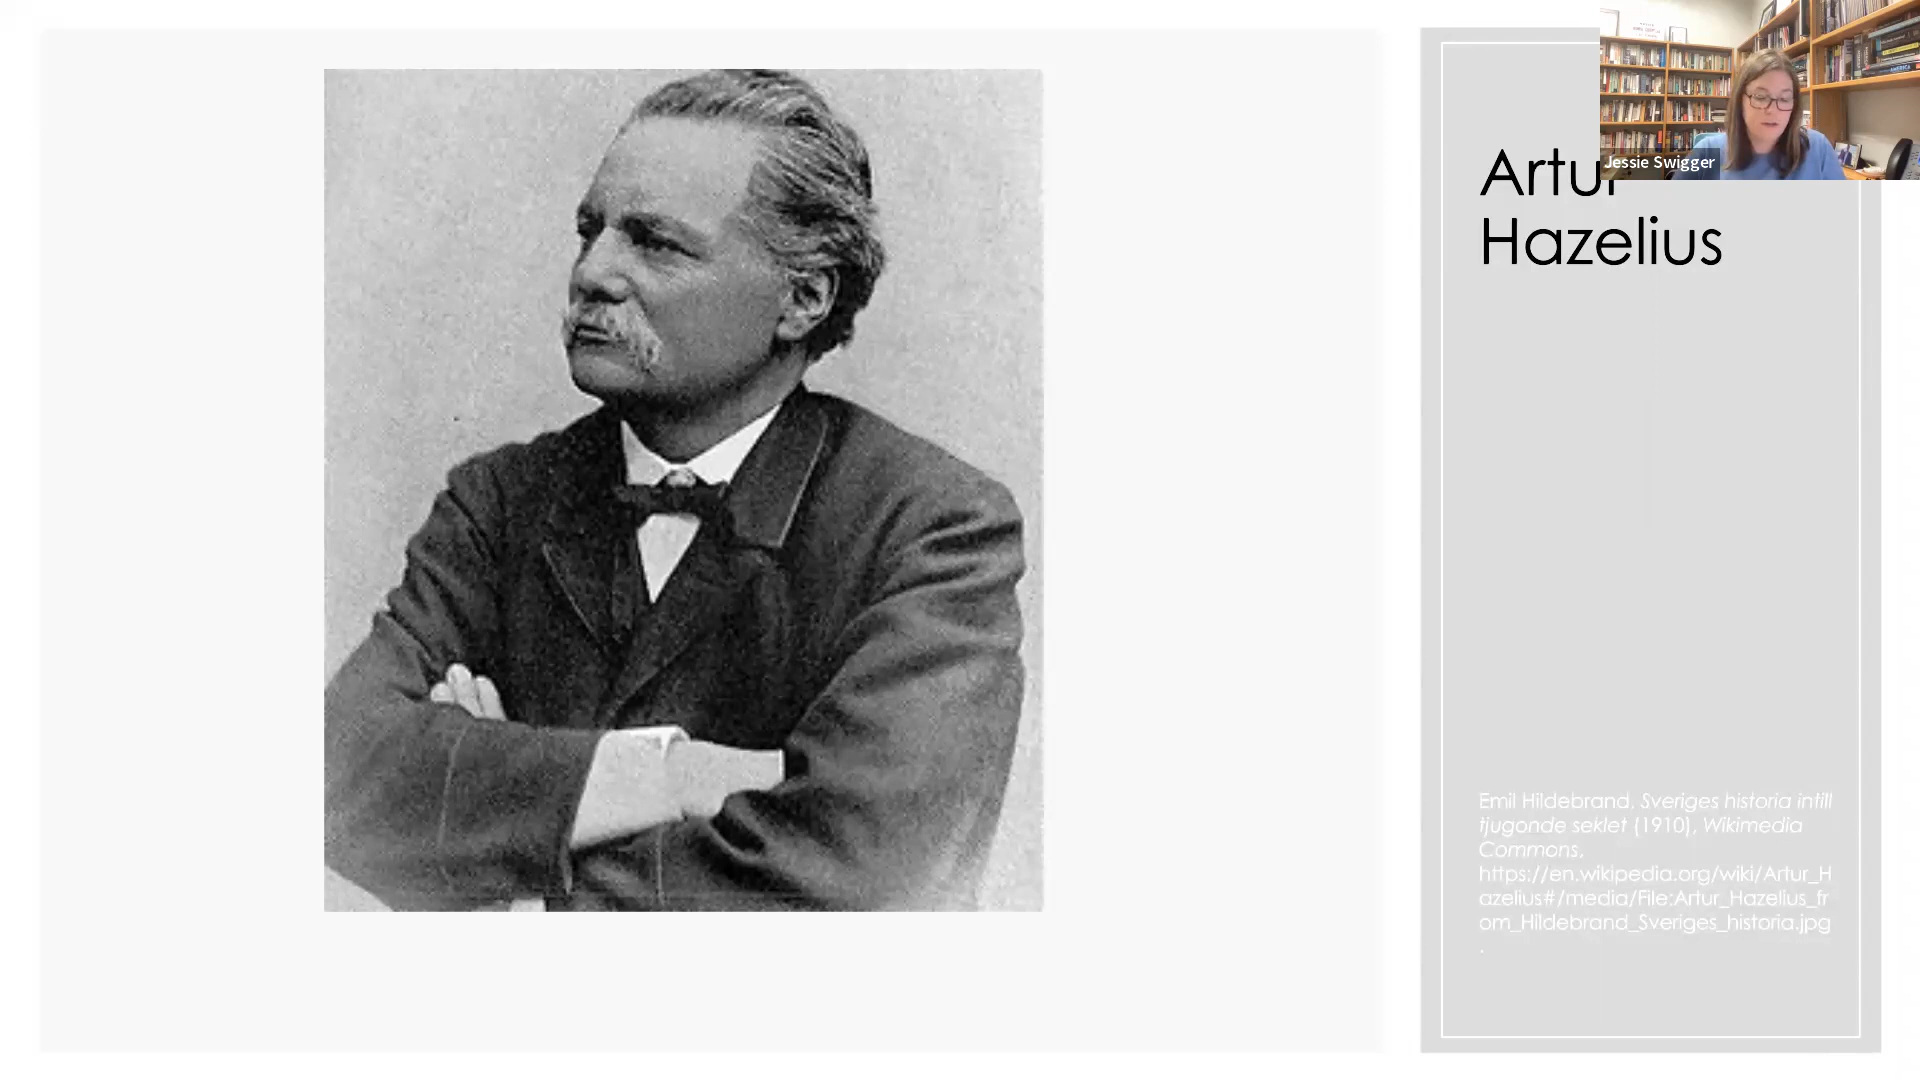 Artur
Hazelius
Jessie Swigger
Emil Hildebrand, Sveriges historia intill
tjugonde seklet (1910), Wikimedia
Commons,
https://en.wikipedia.org/wiki/Artur_H
azelius#/media/File:Artur_Hazelius_fr
om_Hildebrand_Sveriges_historia.jpg
.